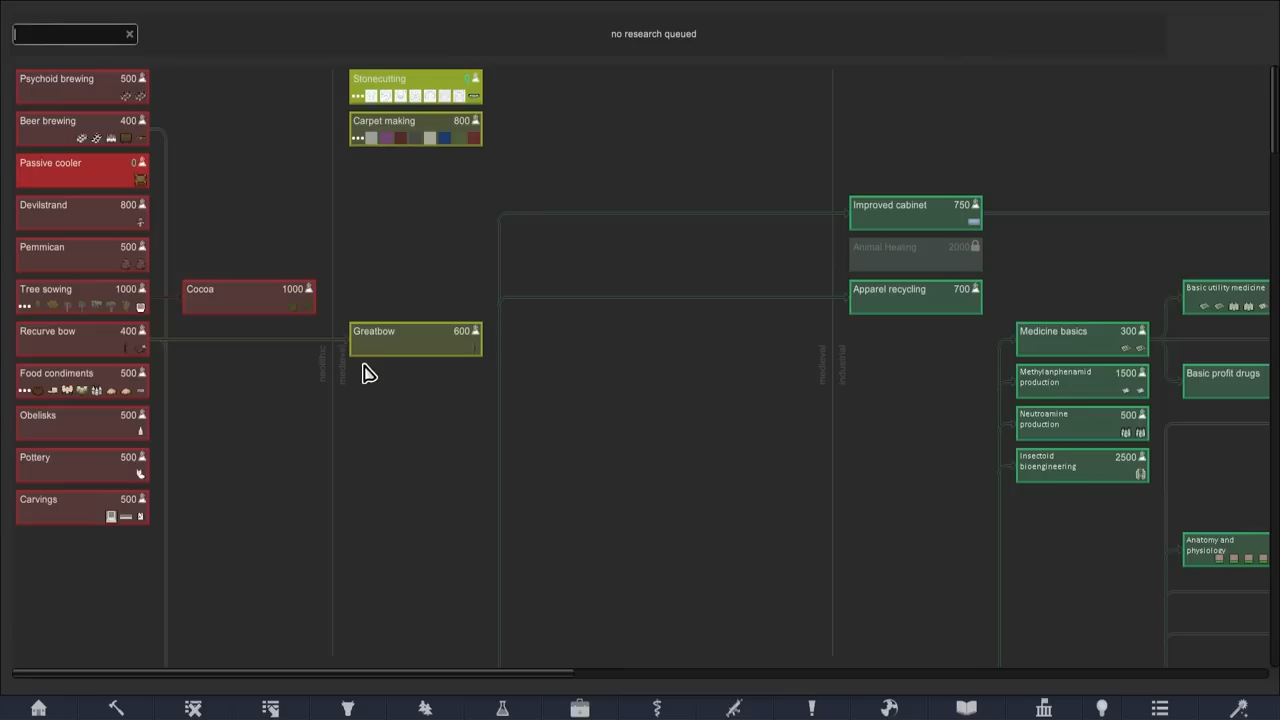 no research queued
Psychoid brewing 500
Beer brewing 400
Passive cooler 0
Devilstrand 800
Pemmican 500
Tree sowing 1000
Cocoa 1000
Recurve bow 400
Food condiments 500
Obelisks 500
Pottery 500
Carvings 500
neolithic
medieval
Stonecutting 0
Carpet making 800
Greatbow 600
medieval
industrial
Improved cabinet 750
Animal Healing 2000
Apparel recycling 700
Medicine basics 300
Methylanphenamid
production 1500
Neutroamine
production 500
Insectoid
bioengineering 2500
Basic utility medicine
Basic profit drugs
Anatomy and
physiology